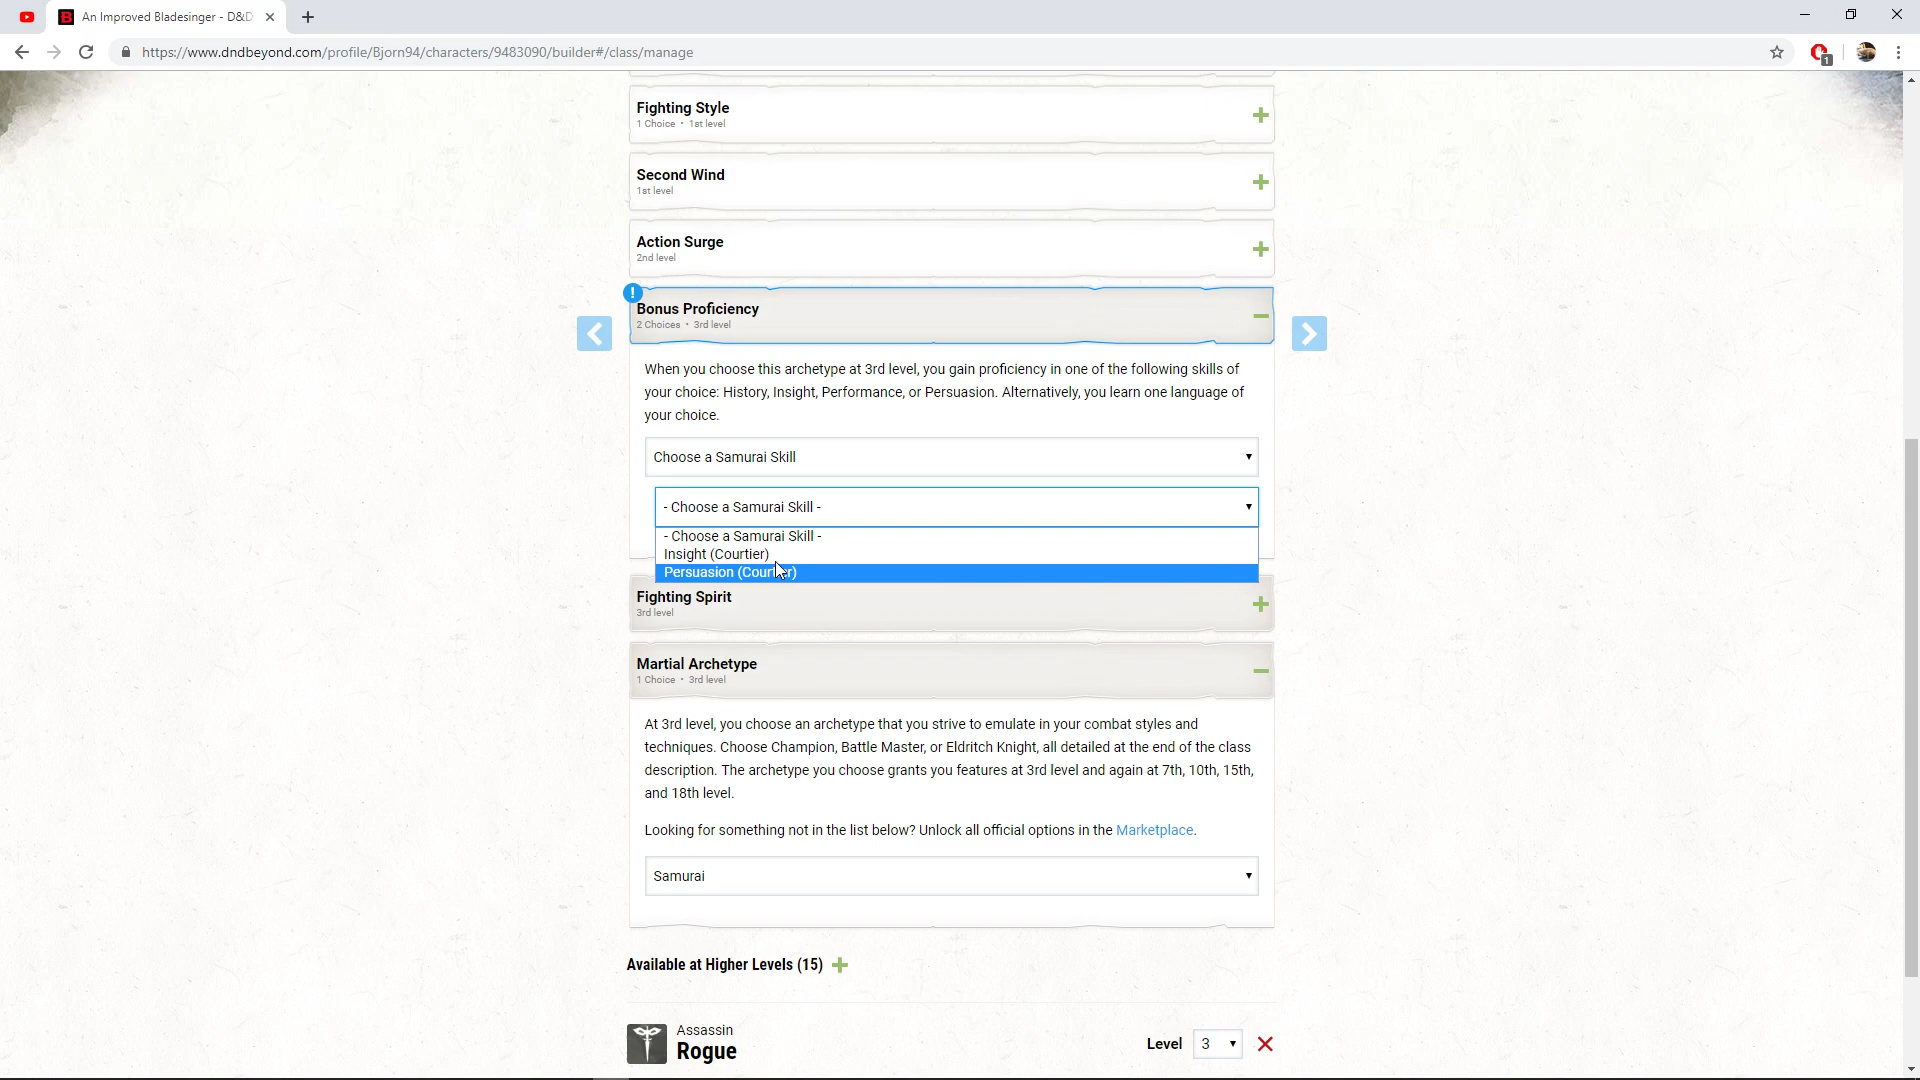 An Improved Bladesinger - D&D
https://www.dndbeyond.com/profile/Bjorn94/characters/9483090/builder#/class/manage
1
Fighting Style
1 Choice • 1st level
Second Wind
1st level
Action Surge
2nd level
!
Bonus Proficiency
2 Choices • 3rd level
When you choose this archetype at 3rd level, you gain proficiency in one of the following skills of
your choice: History, Insight, Performance, or Persuasion. Alternatively, you learn one language of
your choice.
Choose a Samurai Skill
- Choose a Samurai Skill -
- Choose a Samurai Skill -
Insight (Courtier)
Persuasion (Courtier)
Fighting Spirit
3rd level
Martial Archetype
1 Choice • 3rd level
At 3rd level, you choose an archetype that you strive to emulate in your combat styles and
techniques. Choose Champion, Battle Master, or Eldritch Knight, all detailed at the end of the class
description. The archetype you choose grants you features at 3rd level and again at 7th, 10th, 15th,
and 18th level.
Looking for something not in the list below? Unlock all official options in the Marketplace.
Samurai
Available at Higher Levels (15)
Assassin
Rogue
Level 3